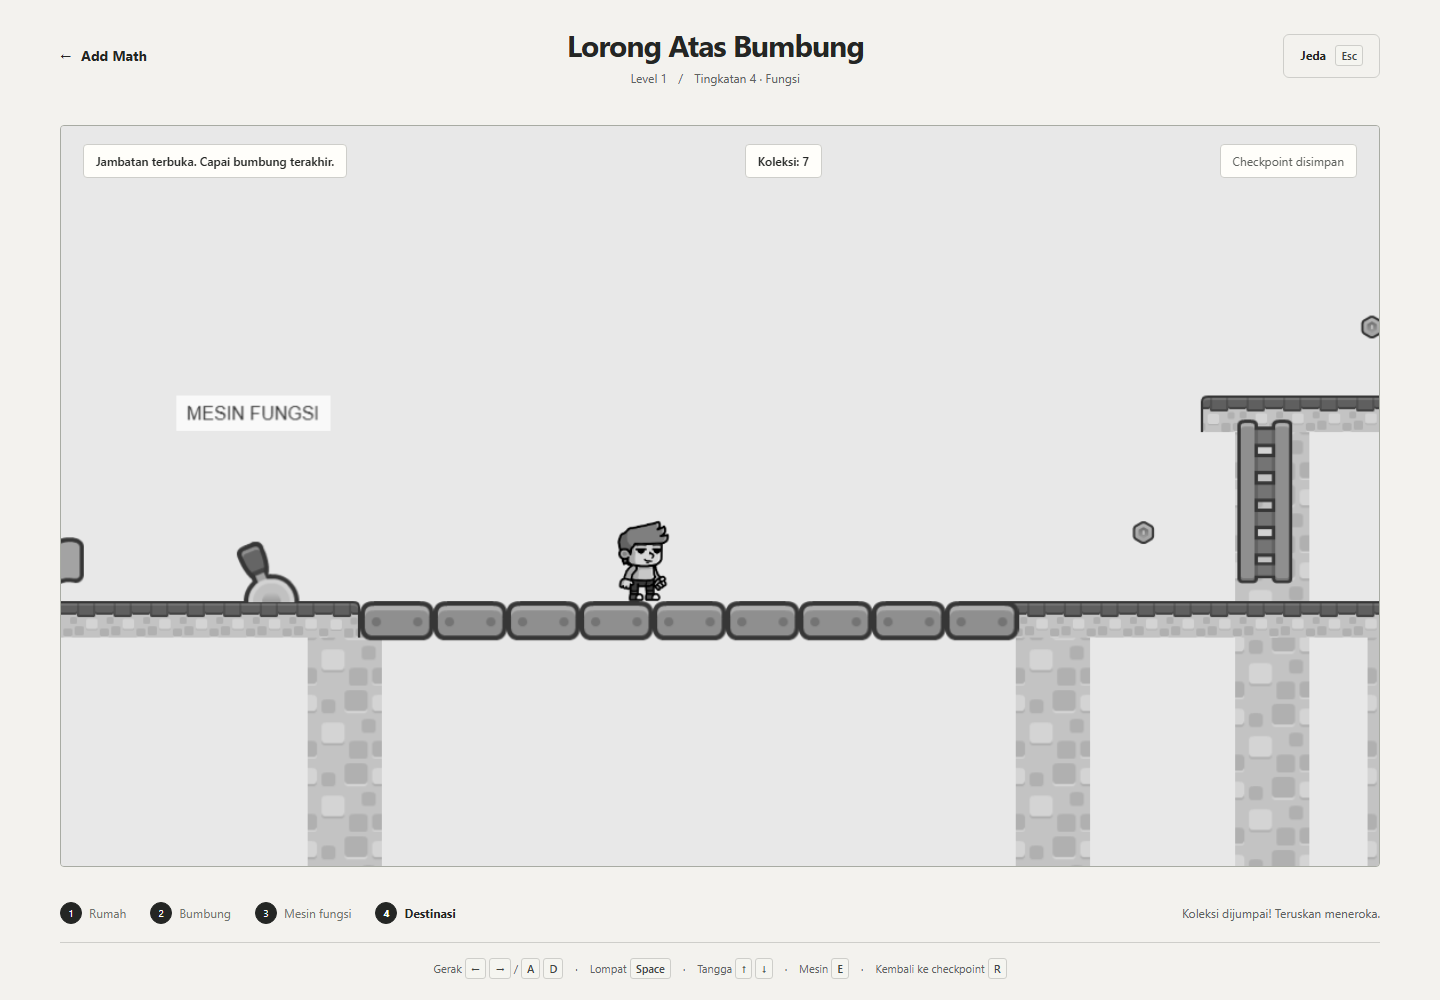 ← Add Math
Lorong Atas Bumbung
Level 1 / Tingkatan 4 · Fungsi
Jeda Esc
Jambatan terbuka. Capai bumbung terakhir.
Koleksi: 7
Checkpoint disimpan
MESIN FUNGSI
1 Rumah 2 Bumbung 3 Mesin fungsi 4 Destinasi
Koleksi dijumpai! Teruskan meneroka.
Gerak ← → / A D · Lompat Space · Tangga ↑ ↓ · Mesin E · Kembali ke checkpoint R